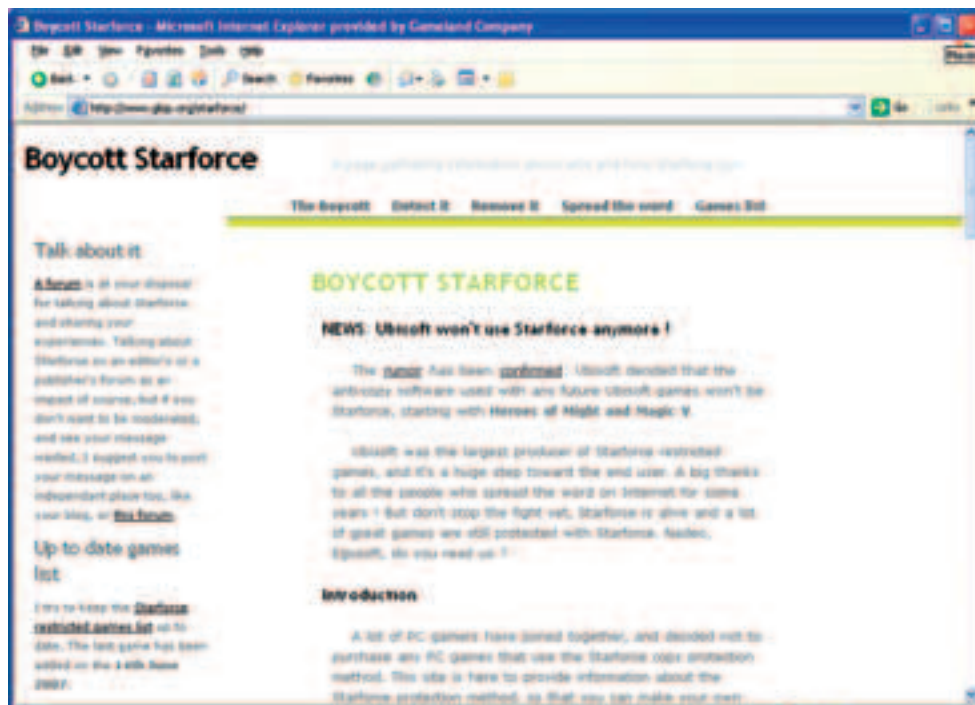 Boycott Starforce - Microsoft Internet Explorer provided by Gameland Company
File Edit View Favorites Tools Help
Back Search Favorites
Address http://www.glop.org/starforce/ Go Links
Boycott Starforce
A page gathering information about why and how Starforce
The Boycott Detect it Remove it Spread the word Games list
Talk about it
A forum is at your disposal
for talking about Starforce
and sharing your
experiences. Talking about
Starforce on an editor's or a
publisher's forum as an
impact of course, but if you
don't want to be moderated,
and see your message
I suggest you to post
your message on an
independant place too, like
your blog, or this forum.
Up to date games
list
I try to keep the Starforce
restricted games list up to
date. The last game has been
added on the 14th June
2007.
BOYCOTT STARFORCE
NEWS: Ubisoft won't use Starforce anymore !
The rumor has been confirmed : Ubisoft decided that the
anticopy software used with any future Ubisoft games won't be
Starforce, starting with Heroes of Might and Magic V.
Ubisoft was the largest producer of Starforce restricted
games, and it's a huge step toward the end user. A big thanks
to all the people who spread the word on Internet for some
years ! But don't stop the fight yet, Starforce is alive and a lot
of great games are still protected with Starforce. Nadeo,
Egosoft, do you read us ?
Introduction
A lot of PC gamers have joined together, and decided not to
purchase any PC games that use the Starforce copy protection
method. This site is here to provide information about the
Starforce protection method, so that you can make your own